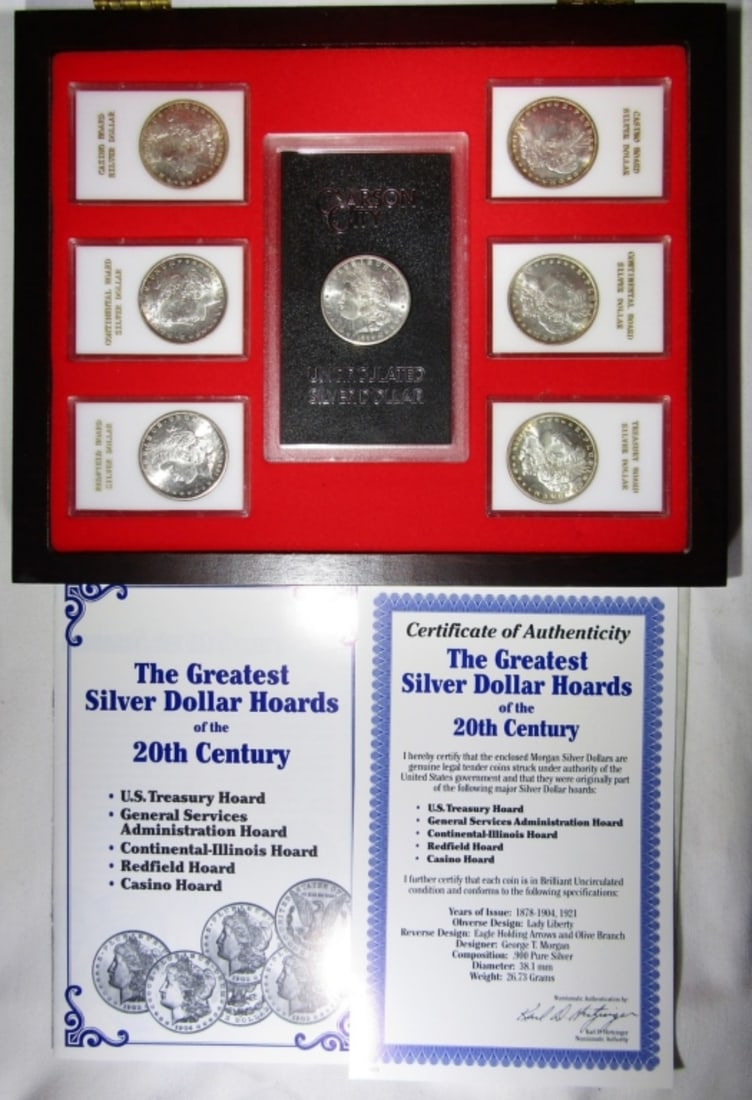 CASINO HOARD
SILVER DOLLAR
CONTINENTAL HOARD
SILVER DOLLAR
REDFIELD HOARD
SILVER DOLLAR
CARSON
CITY
UNCIRCULATED
SILVER DOLLAR
CASINO HOARD
SILVER DOLLAR
CONTINENTAL HOARD
SILVER DOLLAR
TREASURY HOARD
SILVER DOLLAR
The Greatest
Silver Dollar Hoards
of the
20th Century
• U.S. Treasury Hoard
• General Services
Administration Hoard
• Continental-Illinois Hoard
• Redfield Hoard
• Casino Hoard
Certificate of Authenticity
The Greatest
Silver Dollar Hoards
of the
20th Century
I hereby certify that the enclosed Morgan Silver Dollars are
genuine legal tender coins struck under authority of the
United States government and that they were originally part
of the following major Silver Dollar hoards:
• U.S. Treasury Hoard
• General Services Administration Hoard
• Continental-Illinois Hoard
• Redfield Hoard
• Casino Hoard
I further certify that each coin is in Brilliant Uncirculated
condition and conforms to the following specifications:
Years of Issue: 1878-1904, 1921
Obverse Design: Lady Liberty
Reverse Design: Eagle Holding Arrows and Olive Branch
Designer: George T. Morgan
Composition: .900 Pure Silver
Diameter: 38.1 mm
Weight: 26.73 Grams
Numismatic Authentication by
Numismatic Authority